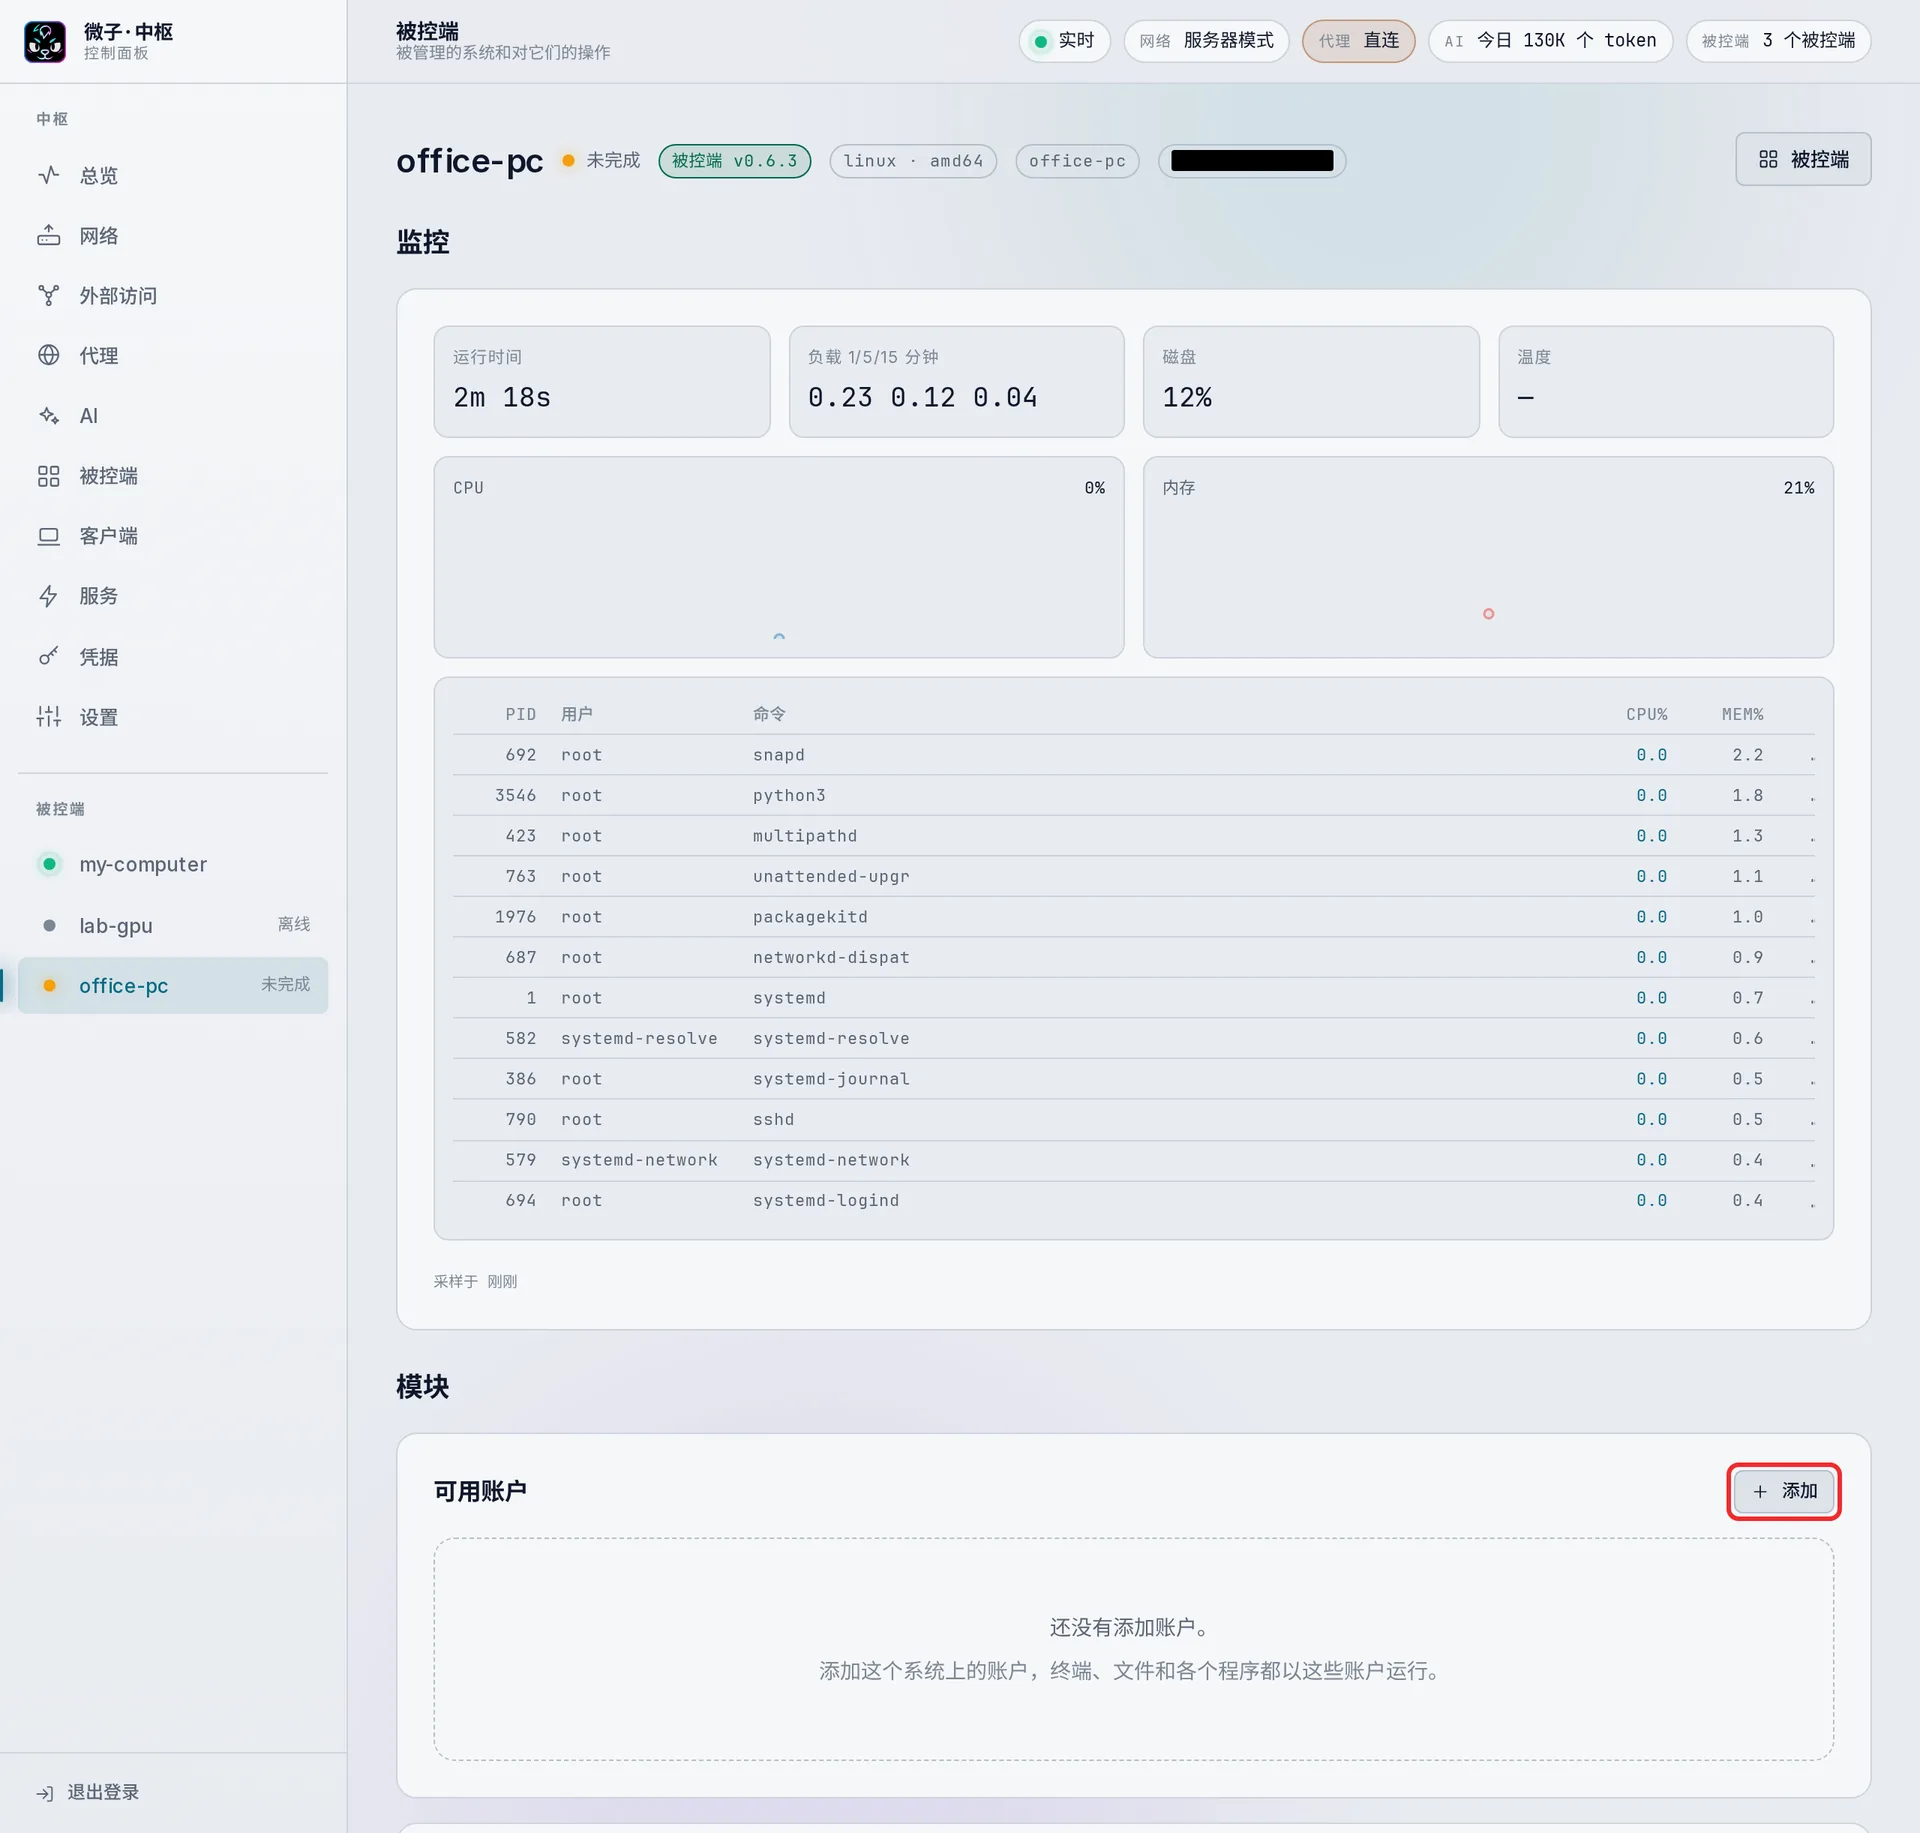 微子·中枢
控制面板
被控端
被管理的系统和对它们的操作
实时
网络 服务器模式
代理 直连
AI 今日 130K 个 token
被控端 3 个被控端
中枢
总览
网络
外部访问
代理
AI
被控端
客户端
服务
凭据
设置
被控端
my-computer
lab-gpu 离线
office-pc 未完成
退出登录
office-pc 未完成 被控端 v0.6.3 linux · amd64 office-pc
被控端
监控
运行时间
2m 18s
负载 1/5/15 分钟
0.23 0.12 0.04
磁盘
12%
温度
—
CPU 0%
内存 21%
PID 用户 命令 CPU% MEM%
692 root snapd 0.0 2.2
3546 root python3 0.0 1.8
423 root multipathd 0.0 1.3
763 root unattended-upgr 0.0 1.1
1976 root packagekitd 0.0 1.0
687 root networkd-dispat 0.0 0.9
1 root systemd 0.0 0.7
582 systemd-resolve systemd-resolve 0.0 0.6
386 root systemd-journal 0.0 0.5
790 root sshd 0.0 0.5
579 systemd-network systemd-network 0.0 0.4
694 root systemd-logind 0.0 0.4
采样于 刚刚
模块
可用账户
+ 添加
还没有添加账户。
添加这个系统上的账户，终端、文件和各个程序都以这些账户运行。